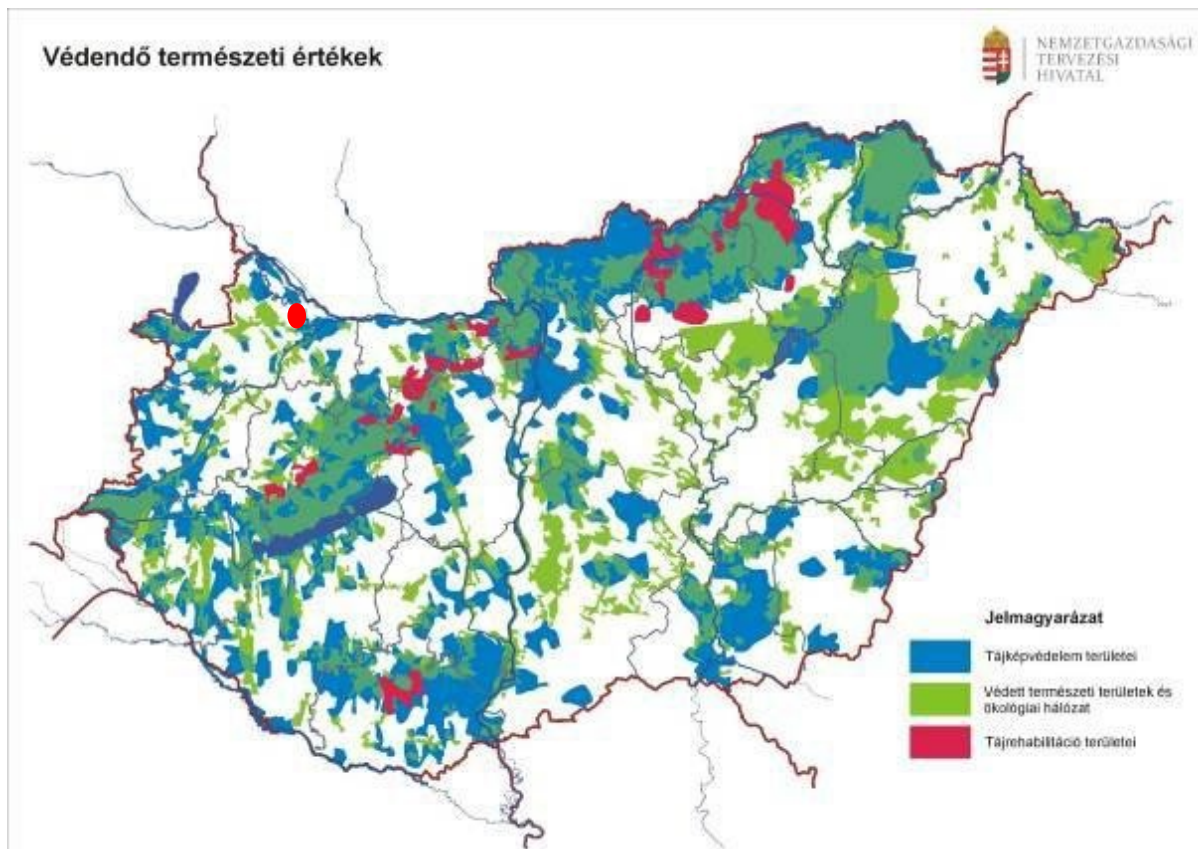 Védendő természeti értékek
NEMZETGAZDASÁGI
TERVEZÉSI
HIVATAL
Jelmagyarázat
Tájképvédelem területei
Védett természeti területek és
ökológiai hálózat
Tájrehabilitáció területei